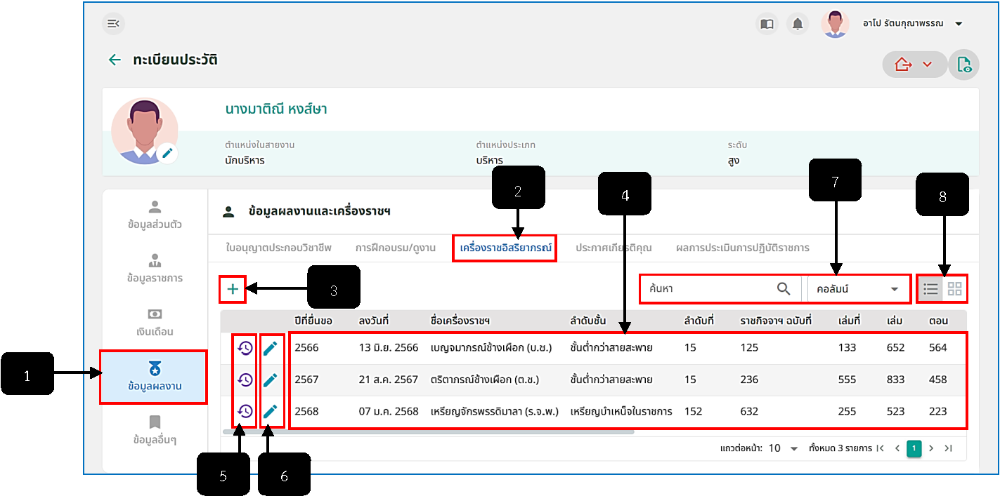 อาโป รัตนกุณาพรรณ
ทะเบียนประวัติ
นางมาติณี หงส์ษา
ตำแหน่งในสายงาน ตำแหน่งประเภท ระดับ
นักบริหาร บริหาร สูง
2 4 7 8
ข้อมูลส่วนตัว
ข้อมูลผลงานและเครื่องราชฯ
ใบอนุญาตประกอบวิชาชีพ การฝึกอบรม/ดูงาน เครื่องราชอิสริยาภรณ์ ประกาศเกียรติคุณ ผลการประเมินการปฏิบัติราชการ
ข้อมูลราชการ
3 ค้นหา คอลัมน์
เงินเดือน
ปีที่ยื่นขอ ลงวันที่ ชื่อเครื่องราชฯ ลำดับชั้น ลำดับที่ ราชกิจจาฯ ฉบับที่ เล่มที่ เล่ม ตอน
2566 13 มิ.ย. 2566 เบญจมาภรณ์ช้างเผือก (บ.ช.) ชั้นต่ำกว่าสายสะพาย 15 125 133 652 564
1 ข้อมูลผลงาน
2567 21 ส.ค. 2567 ตริตาภรณ์ช้างเผือก (ต.ช.) ชั้นต่ำกว่าสายสะพาย 15 236 555 833 458
2568 07 ม.ค. 2568 เหรียญจักรพรรดิมาลา (ร.จ.พ.) เหรียญบำเหน็จในราชการ 152 632 255 523 223
ข้อมูลอื่นๆ
แถวต่อหน้า: 10 ทั้งหมด 3 รายการ 1
5 6